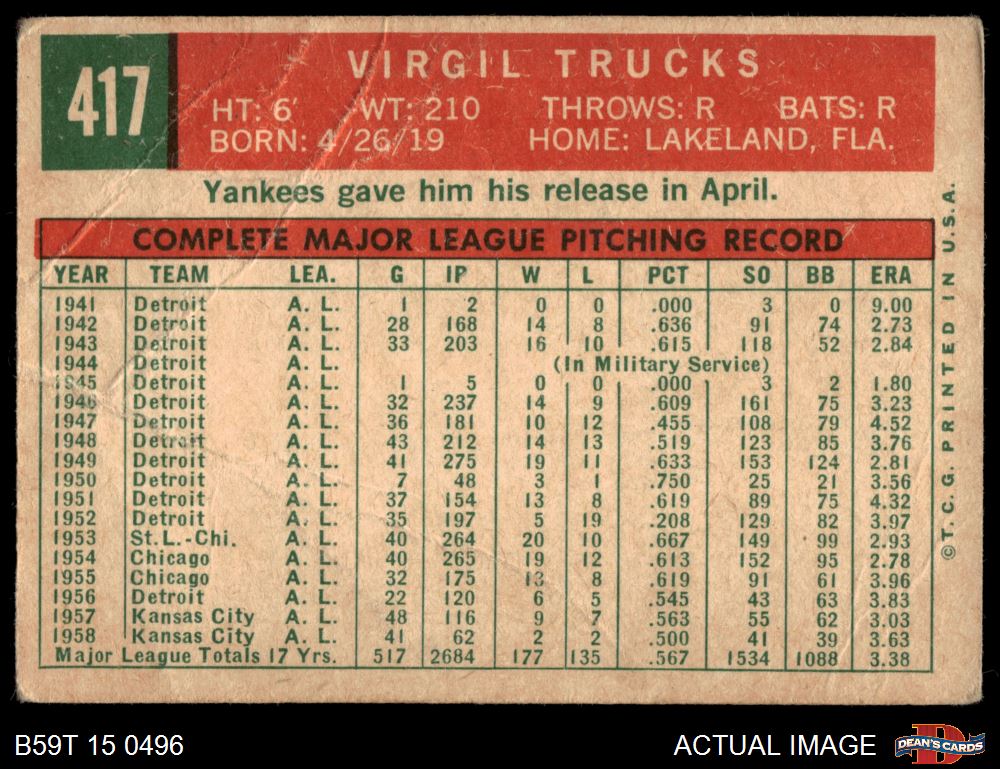 417
VIRGIL TRUCKS
HT: 6' WT: 210 THROWS: R BATS: R
BORN: 4/26/19 HOME: LAKELAND, FLA.
Yankees gave him his release in April.
COMPLETE MAJOR LEAGUE PITCHING RECORD
YEAR TEAM LEA. G IP W L PCT SO BB ERA
1941 Detroit A. L. 1 2 0 0 .000 3 0 9.00
1942 Detroit A. L. 28 168 14 8 .636 91 74 2.73
1943 Detroit A. L. 33 203 16 10 .615 118 52 2.84
1944 Detroit A. L. (In Military Service)
1945 Detroit A. L. 1 5 0 0 .000 3 2 1.80
1946 Detroit A. L. 32 237 14 9 .609 161 75 3.23
1947 Detroit A. L. 36 181 10 12 .455 108 79 4.52
1948 Detroit A. L. 43 212 14 13 .519 123 85 3.76
1949 Detroit A. L. 41 275 19 11 .633 153 124 2.81
1950 Detroit A. L. 7 48 3 1 .750 25 21 3.56
1951 Detroit A. L. 37 154 13 8 .619 89 75 4.32
1952 Detroit A. L. 35 197 5 19 .208 129 82 3.97
1953 St. L.-Chi. A. L. 40 264 20 10 .667 149 99 2.93
1954 Chicago A. L. 40 265 19 12 .613 152 95 2.78
1955 Chicago A. L. 32 175 13 8 .619 91 61 3.96
1956 Detroit A. L. 22 120 6 5 .545 43 63 3.83
1957 Kansas City A. L. 48 116 9 7 .563 55 62 3.03
1958 Kansas City A. L. 41 62 2 2 .500 41 39 3.63
Major League Totals 17 Yrs. 517 2684 177 135 .567 1534 1088 3.38
©T. C. G. PRINTED IN U.S.A.
B59T 15 0496
ACTUAL IMAGE
D
DEAN'S CARDS